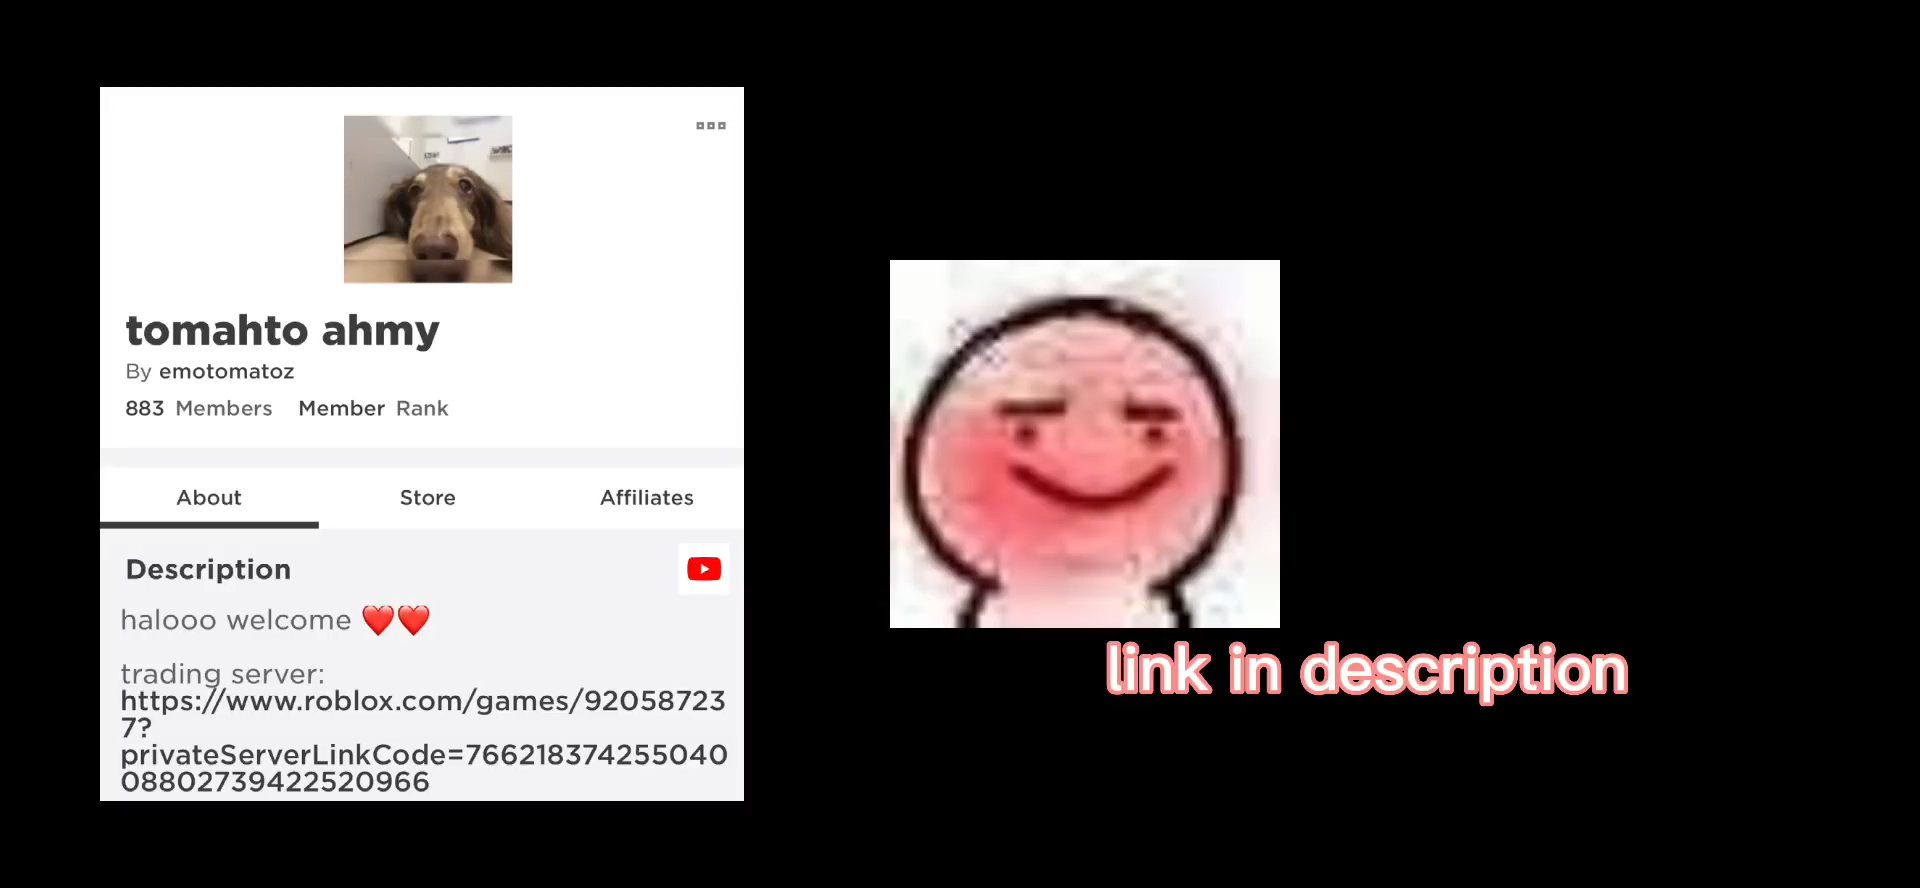 tomahto ahmy
By emotomatoz
883 Members Member Rank
About Store Affiliates
Description
halooo welcome ❤️❤️
trading server:
https://www.roblox.com/games/92058723
7?
privateServerLinkCode=766218374255040
08802739422520966
link in description